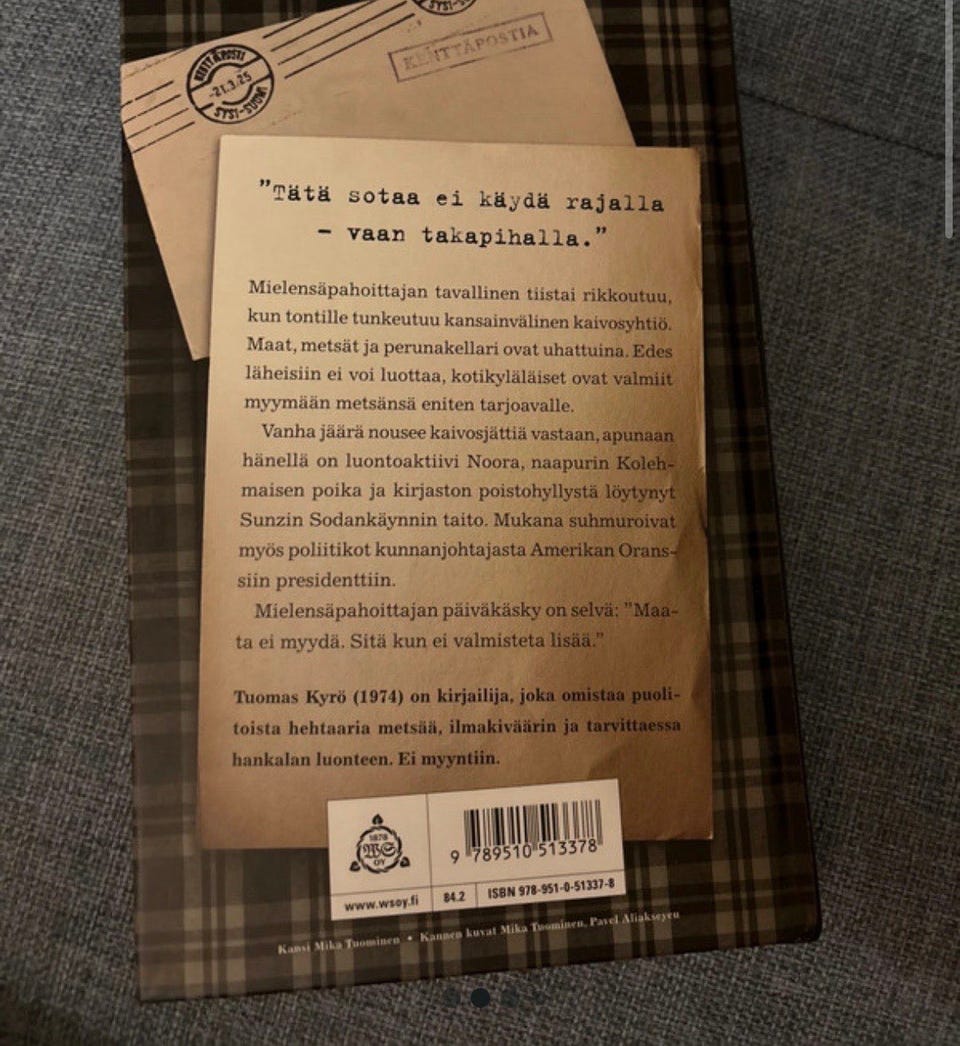 SYSI-SUOMI
KENTTÄPOSTI
-21.3.25
SYSI-SUOMI
KENTTÄPOSTIA
"Tätä sotaa ei käydä rajalla
– vaan takapihalla."
Mielensäpahoittajan tavallinen tiistai rikkoutuu,
kun tontille tunkeutuu kansainvälinen kaivosyhtiö.
Maat, metsät ja perunakellari ovat uhattuina. Edes
läheisiin ei voi luottaa, kotikyläläiset ovat valmiit
myymään metsänsä eniten tarjoavalle.
Vanha jäärä nousee kaivosjättiä vastaan, apunaan
hänellä on luontoaktiivi Noora, naapurin Koleh-
maisen poika ja kirjaston poistohyllystä löytynyt
Sunzin Sodankäynnin taito. Mukana suhmuroivat
myös poliitikot kunnanjohtajasta Amerikan Orans-
siin presidenttiin.
Mielensäpahoittajan päiväkäsky on selvä: "Maa-
ta ei myydä. Sitä kun ei valmisteta lisää."
Tuomas Kyrö (1974) on kirjailija, joka omistaa puoli-
toista hehtaaria metsää, ilmakiväärin ja tarvittaessa
hankalan luonteen. Ei myyntiin.
1878
WS
OY
9 789510 513378
www.wsoy.fi
84.2
ISBN 978-951-0-51337-8
Kansi Mika Tuominen • Kannen kuvat Mika Tuominen, Pavel Aliakseyeu